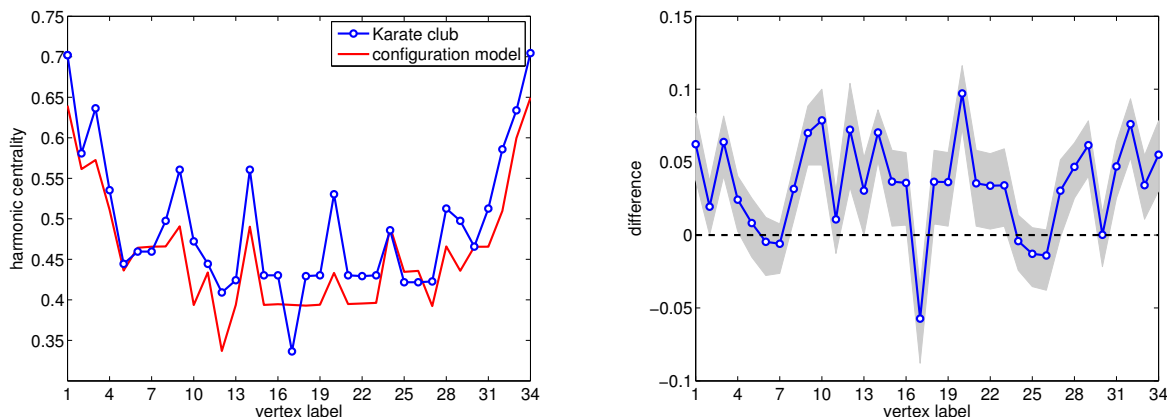 0.75
0.7
0.65
0.6
0.55
0.5
0.45
0.4
0.35
harmonic centrality
Karate club
configuration model
1 4 7 10 13 16 19 22 25 28 31 34
vertex label
0.15
0.1
0.05
0
−0.05
−0.1
difference
1 4 7 10 13 16 19 22 25 28 31 34
vertex label